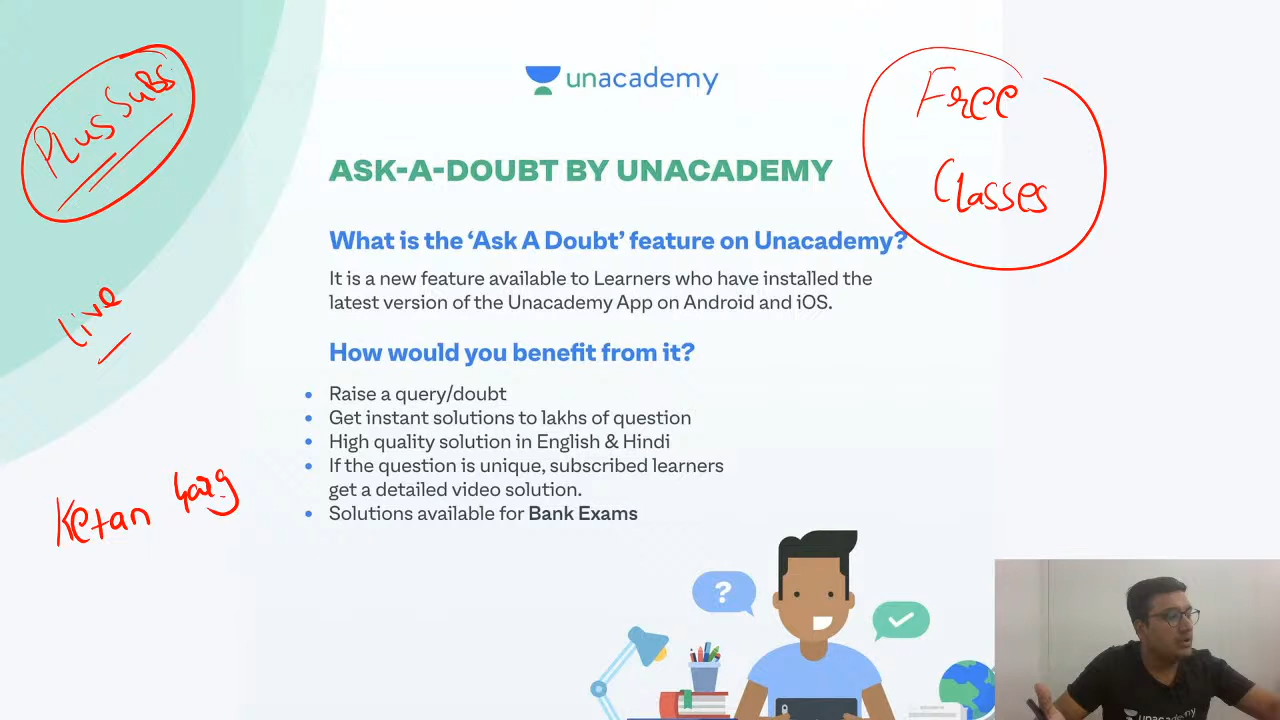 Plus Subs
unacademy
Free
Classes
ASK-A-DOUBT BY UNACADEMY
What is the ‘Ask A Doubt’ feature on Unacademy?
It is a new feature available to Learners who have installed the
latest version of the Unacademy App on Android and iOS.
live
How would you benefit from it?
• Raise a query/doubt
• Get instant solutions to lakhs of question
• High quality solution in English & Hindi
• If the question is unique, subscribed learners
get a detailed video solution.
• Solutions available for Bank Exams
Ketan Garg
?
unacademy